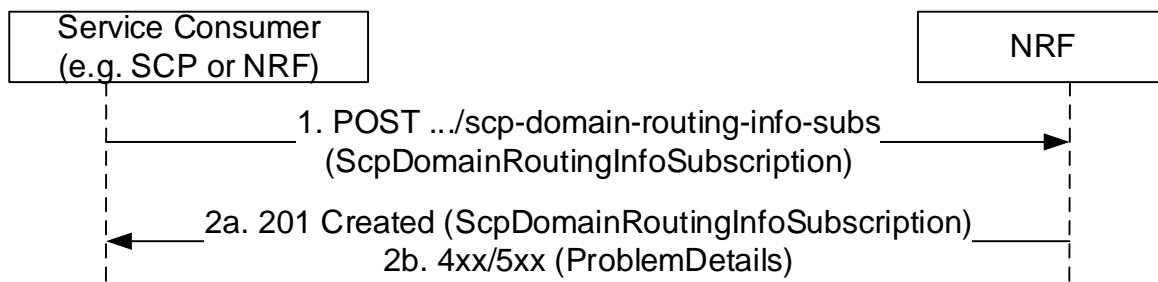 Service Consumer
(e.g. SCP or NRF)
NRF
1. POST .../scp-domain-routing-info-subs
(ScpDomainRoutingInfoSubscription)
2a. 201 Created (ScpDomainRoutingInfoSubscription)
2b. 4xx/5xx (ProblemDetails)